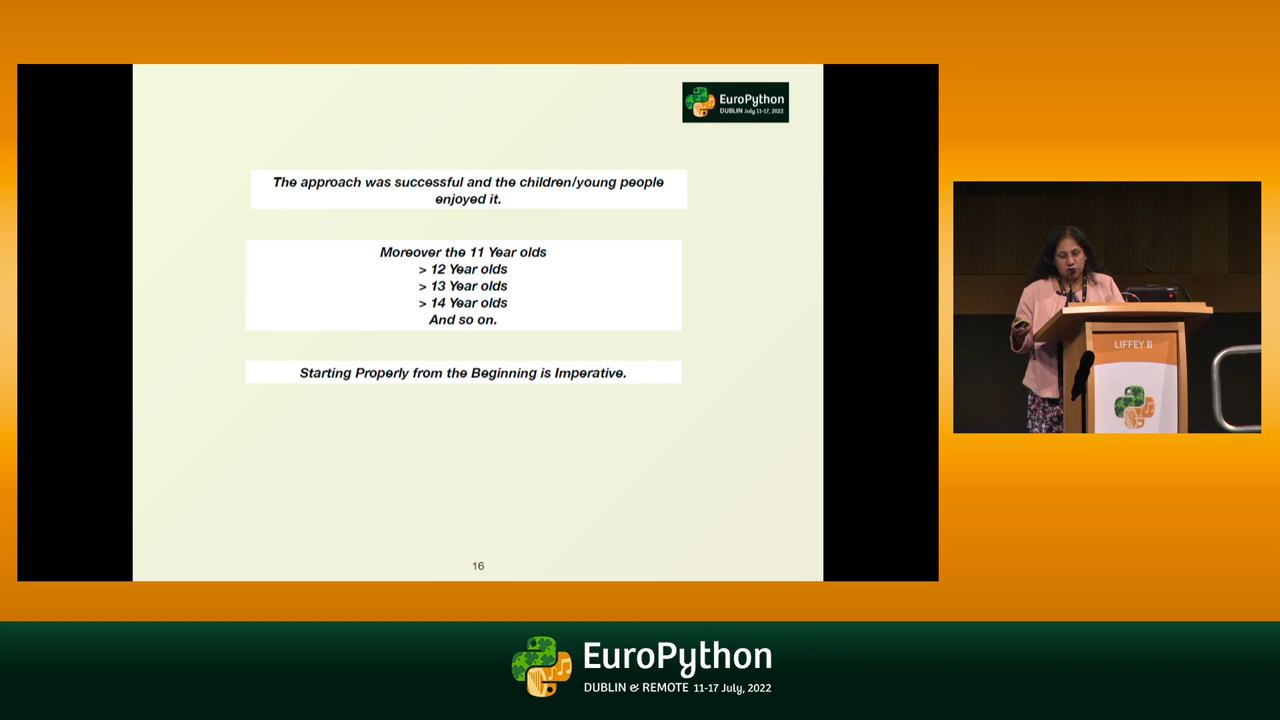 EuroPython
DUBLIN July 11-17, 2022
The approach was successful and the children/young people
enjoyed it.
Moreover the 11 Year olds
> 12 Year olds
> 13 Year olds
> 14 Year olds
And so on.
Starting Properly from the Beginning is Imperative.
16
LIFFEY B
EuroPython
DUBLIN & REMOTE 11-17 July, 2022